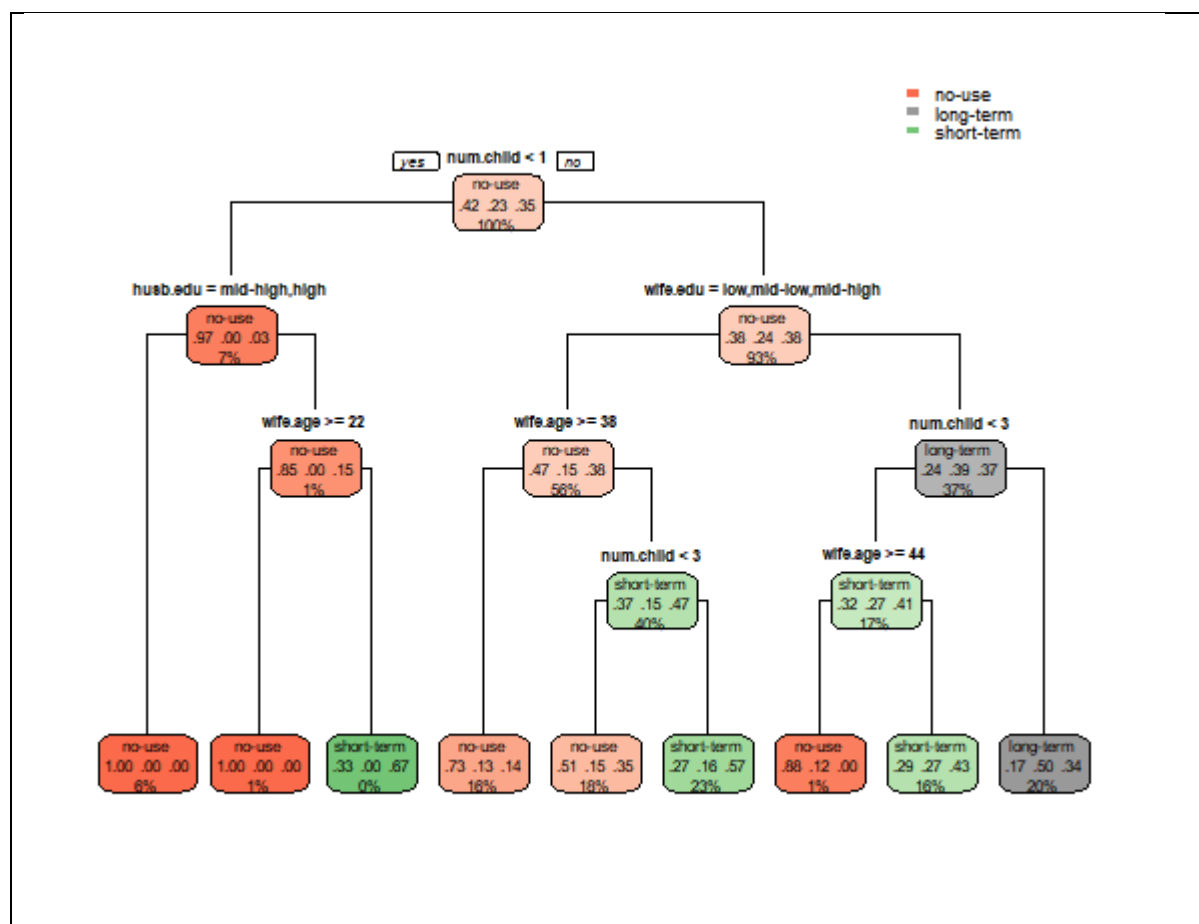 no-use
long-term
short-term
yes num.child < 1 no
no-use
.42 .23 .35
100%
husb.edu = mid-high,high
wife.edu = low,mid-low,mid-high
no-use
.97 .00 .03
7%
no-use
.38 .24 .38
93%
wife.age >= 22
wife.age >= 38
num.child < 3
no-use
.85 .00 .15
1%
no-use
.47 .15 .38
56%
long-term
.24 .39 .37
37%
num.child < 3
wife.age >= 44
short-term
.37 .15 .47
40%
short-term
.32 .27 .41
17%
no-use
1.00 .00 .00
6%
no-use
1.00 .00 .00
1%
short-term
.33 .00 .67
0%
no-use
.73 .13 .14
16%
no-use
.51 .15 .35
18%
short-term
.27 .16 .57
23%
no-use
.88 .12 .00
1%
short-term
.29 .27 .43
16%
long-term
.17 .50 .34
20%